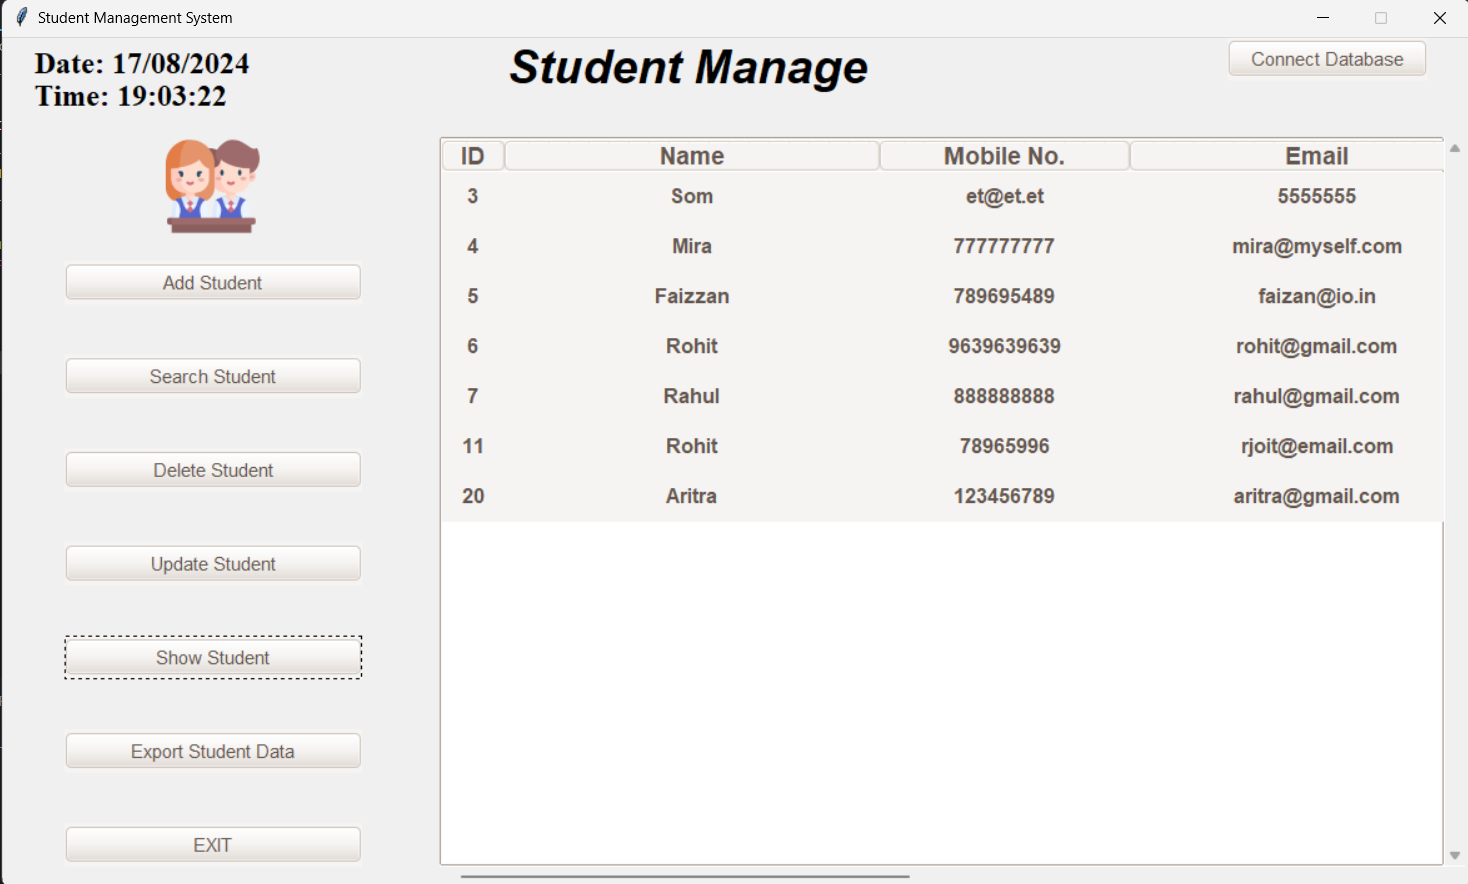 Student Management System
Date: 17/08/2024
Time: 19:03:22
Student Manage
Connect Database
Add Student
Search Student
Delete Student
Update Student
Show Student
Export Student Data
EXIT
ID Name Mobile No. Email
3 Som et@et.et 5555555
4 Mira 777777777 mira@myself.com
5 Faizzan 789695489 faizan@io.in
6 Rohit 9639639639 rohit@gmail.com
7 Rahul 888888888 rahul@gmail.com
11 Rohit 78965996 rjoit@email.com
20 Aritra 123456789 aritra@gmail.com